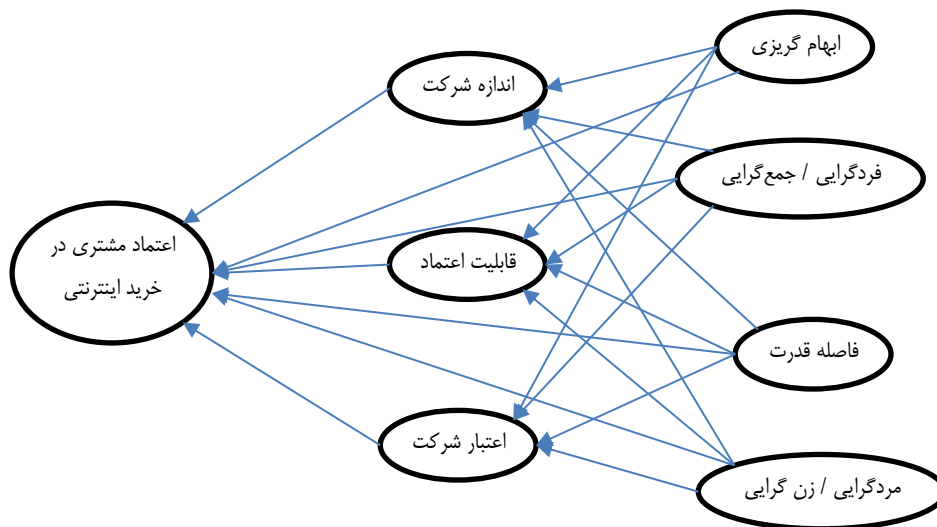 ابهام گریزی
اندازه شرکت
فردگرایی / جمع‌گرایی
اعتماد مشتری در
خرید اینترنتی
قابلیت اعتماد
فاصله قدرت
اعتبار شرکت
مردگرایی / زن گرایی